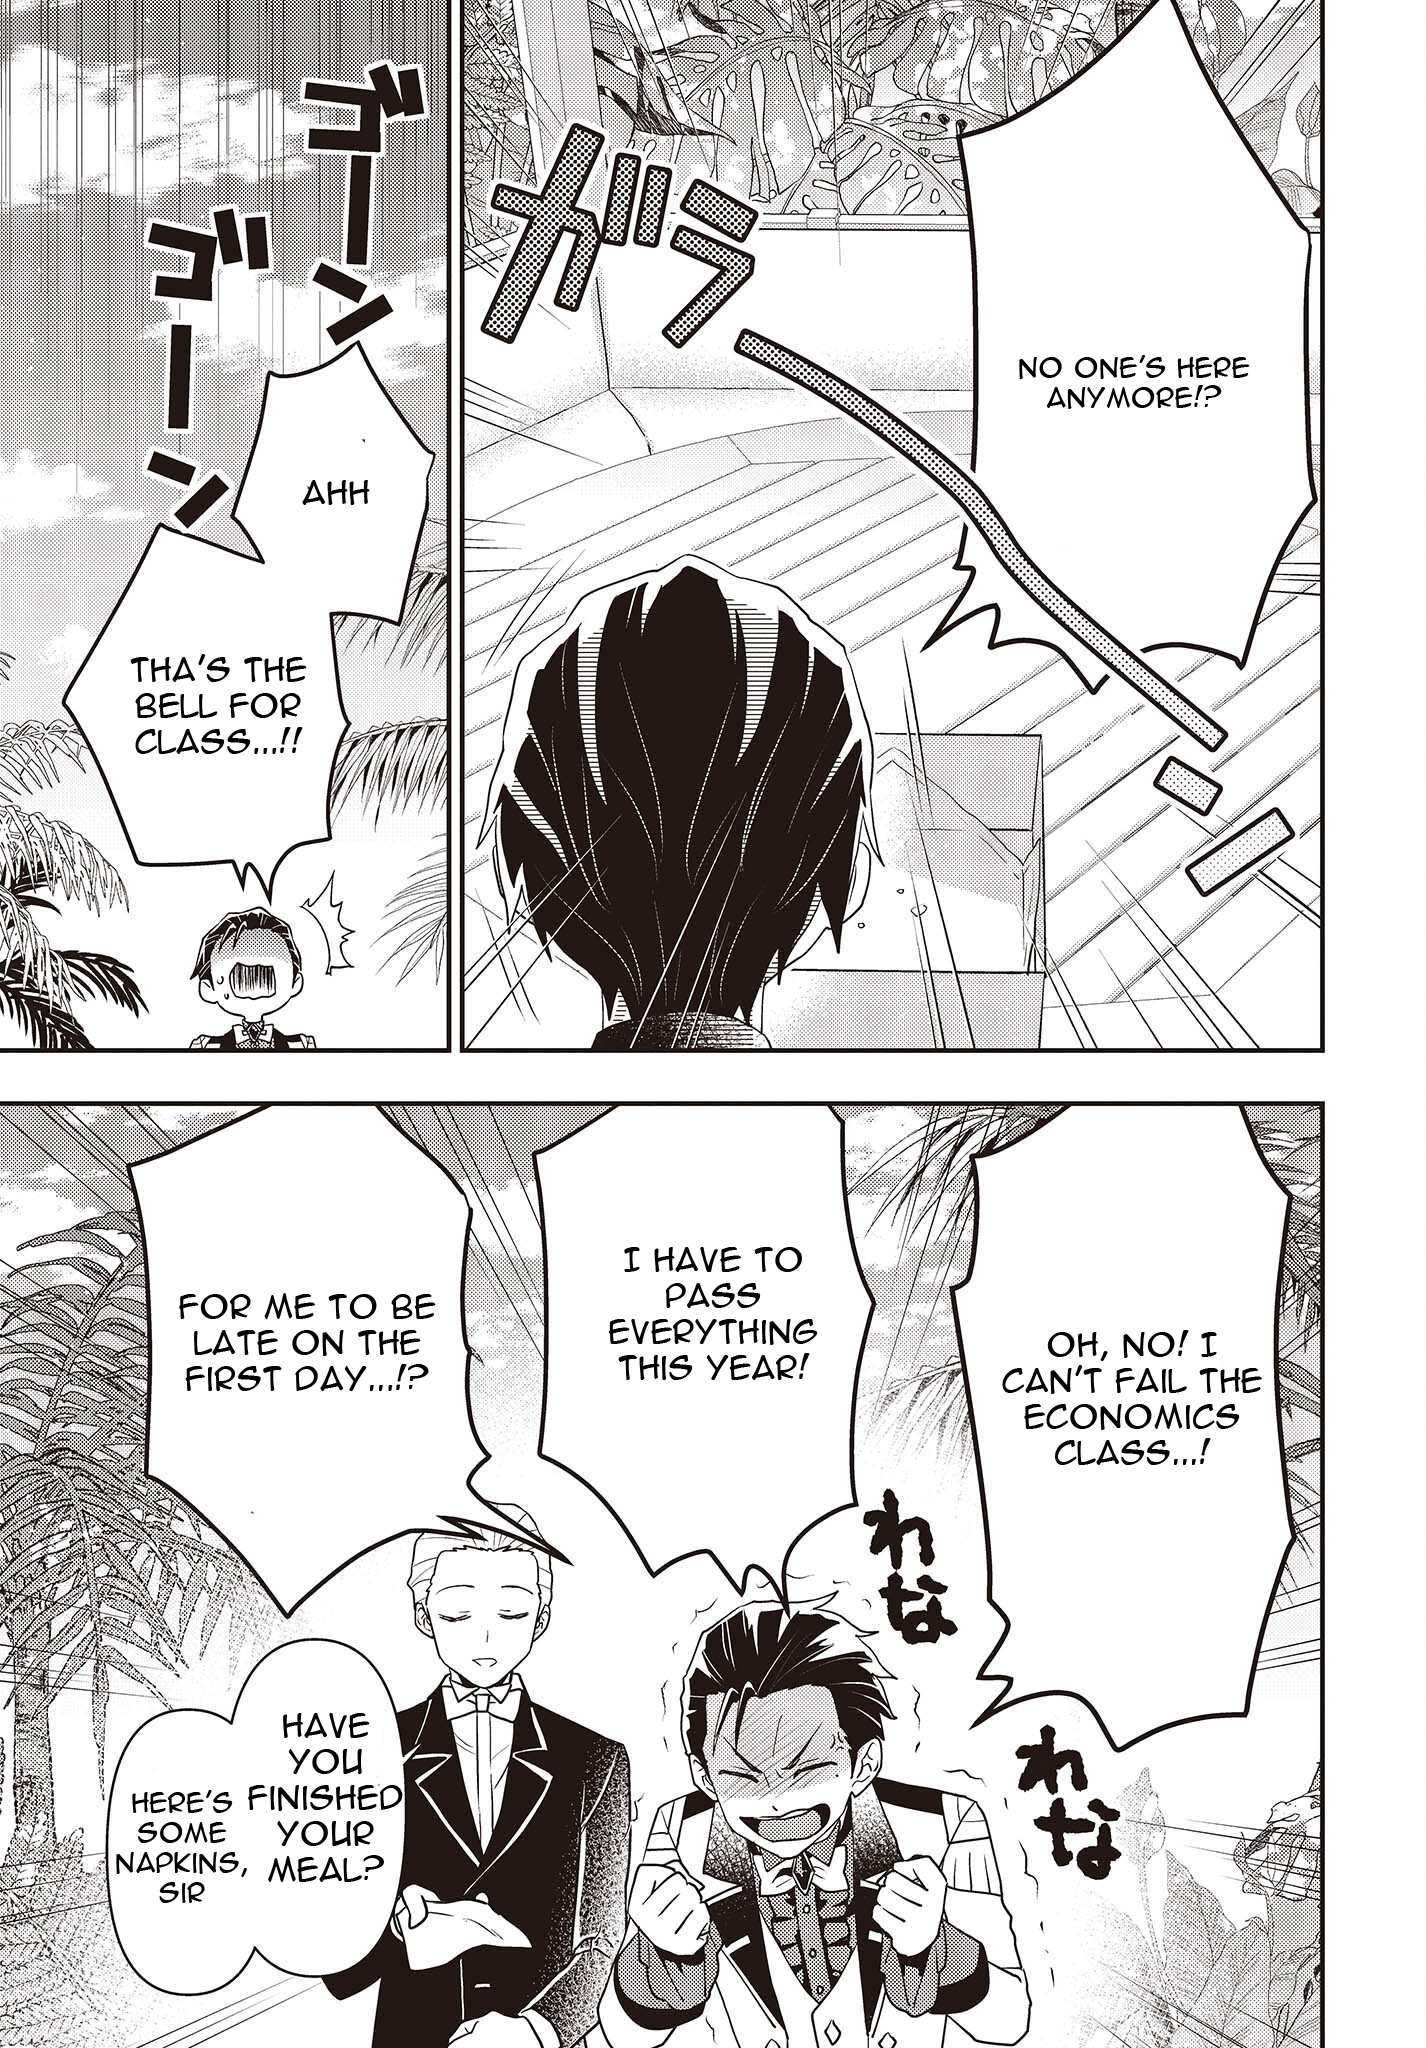 NO ONE'S HERE
ANYMORE!?
ガラーン
AHH
THA'S THE
BELL FOR
CLASS...!!
ゴーン
ゴーン
OH, NO! I
CAN'T FAIL THE
ECONOMICS
CLASS...!
I HAVE TO
PASS
EVERYTHING
THIS YEAR!
FOR ME TO BE
LATE ON THE
FIRST DAY...!?
わな
わな
HAVE
YOU
FINISHED
YOUR
MEAL?
HERE'S
SOME
NAPKINS,
SIR